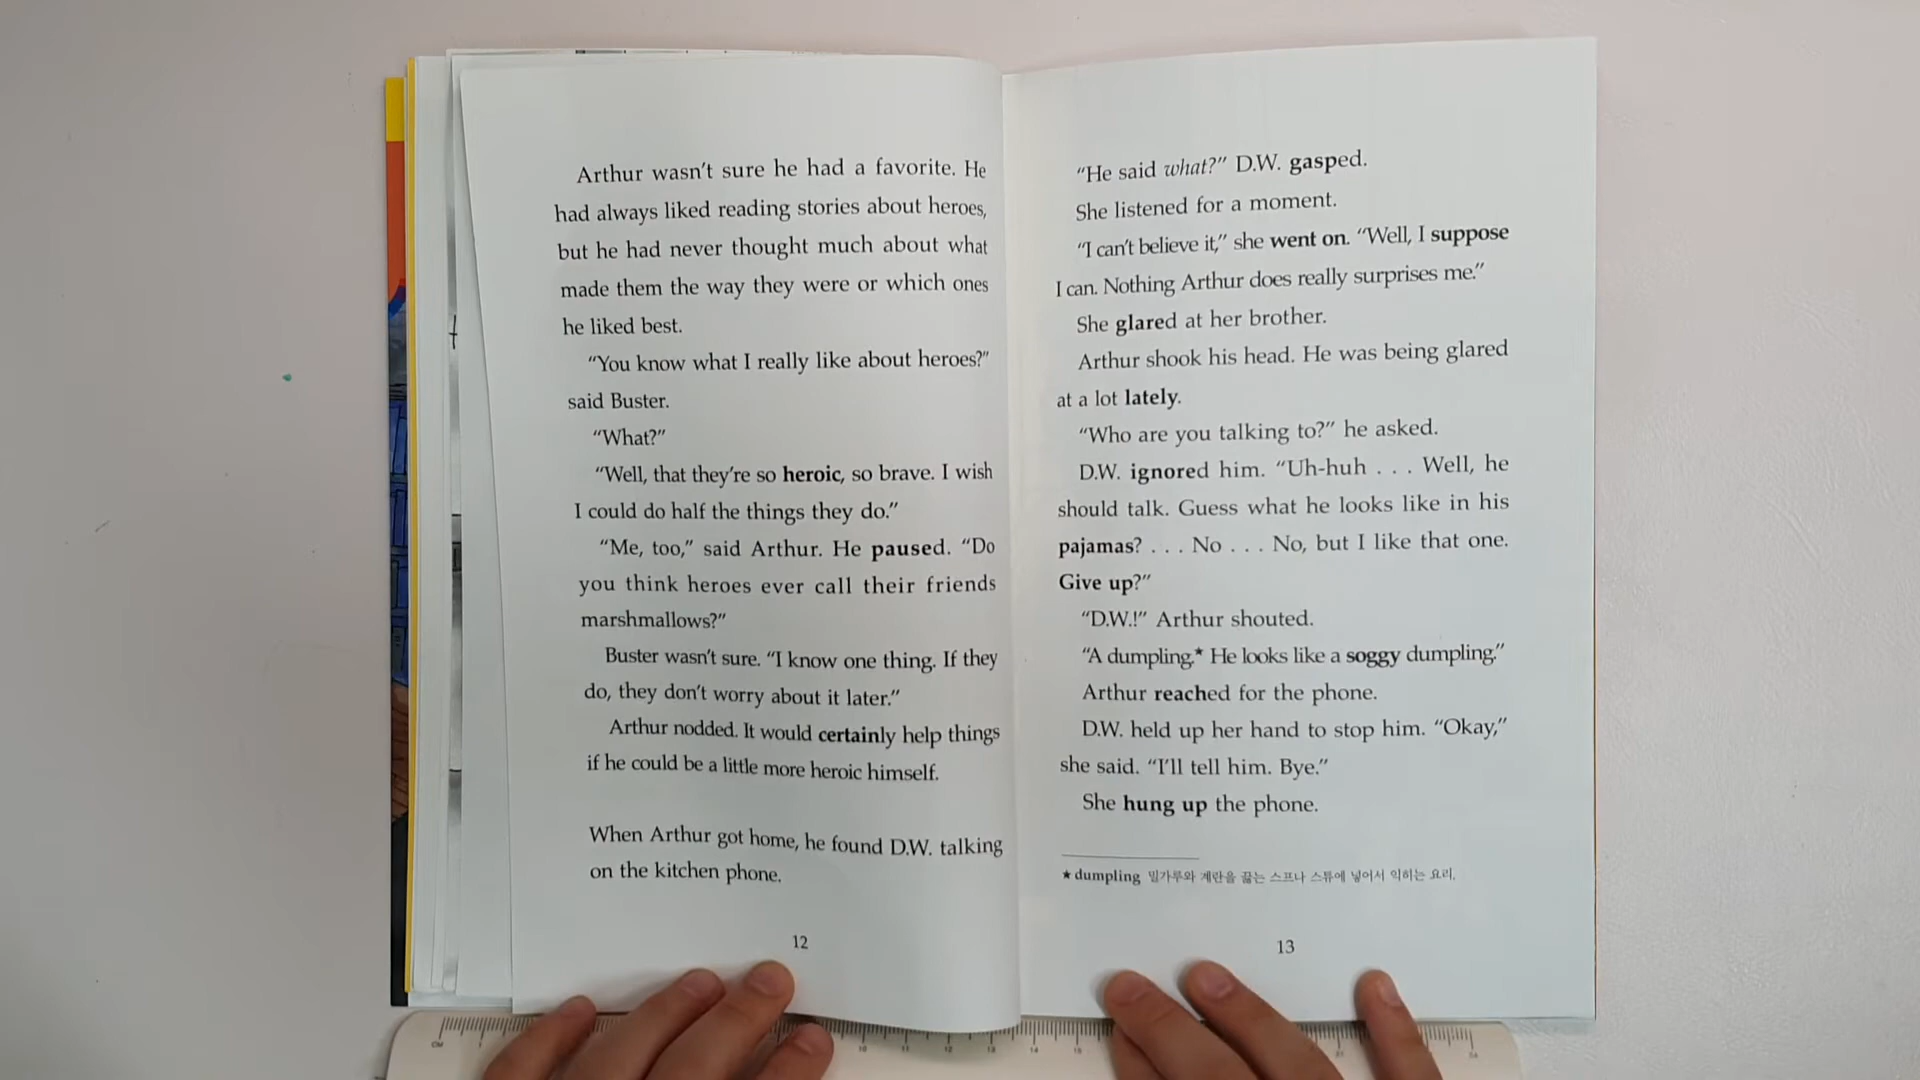 Arthur wasn't sure he had a favorite. He
had always liked reading stories about heroes,
but he had never thought much about what
made them the way they were or which ones
he liked best.
“You know what I really like about heroes?”
said Buster.
“What?”
“Well, that they're so heroic, so brave. I wish
I could do half the things they do.”
“Me, too,” said Arthur. He paused. “Do
you think heroes ever call their friends
marshmallows?”
Buster wasn't sure. “I know one thing. If they
do, they don't worry about it later.”
Arthur nodded. It would certainly help things
if he could be a little more heroic himself.
When Arthur got home, he found D.W. talking
on the kitchen phone.
12
“He said what?” D.W. gasped.
She listened for a moment.
“I can't believe it,” she went on. “Well, I suppose
I can. Nothing Arthur does really surprises me.”
She glared at her brother.
Arthur shook his head. He was being glared
at a lot lately.
“Who are you talking to?” he asked.
D.W. ignored him. “Uh-huh . . . Well, he
should talk. Guess what he looks like in his
pajamas? . . . No . . . No, but I like that one.
Give up?”
“D.W.!” Arthur shouted.
“A dumpling.* He looks like a soggy dumpling.”
Arthur reached for the phone.
D.W. held up her hand to stop him. “Okay,”
she said. “I'll tell him. Bye.”
She hung up the phone.
★ dumpling 밀가루와 계란을 끓는 스프나 스튜에 넣어서 익히는 요리.
13